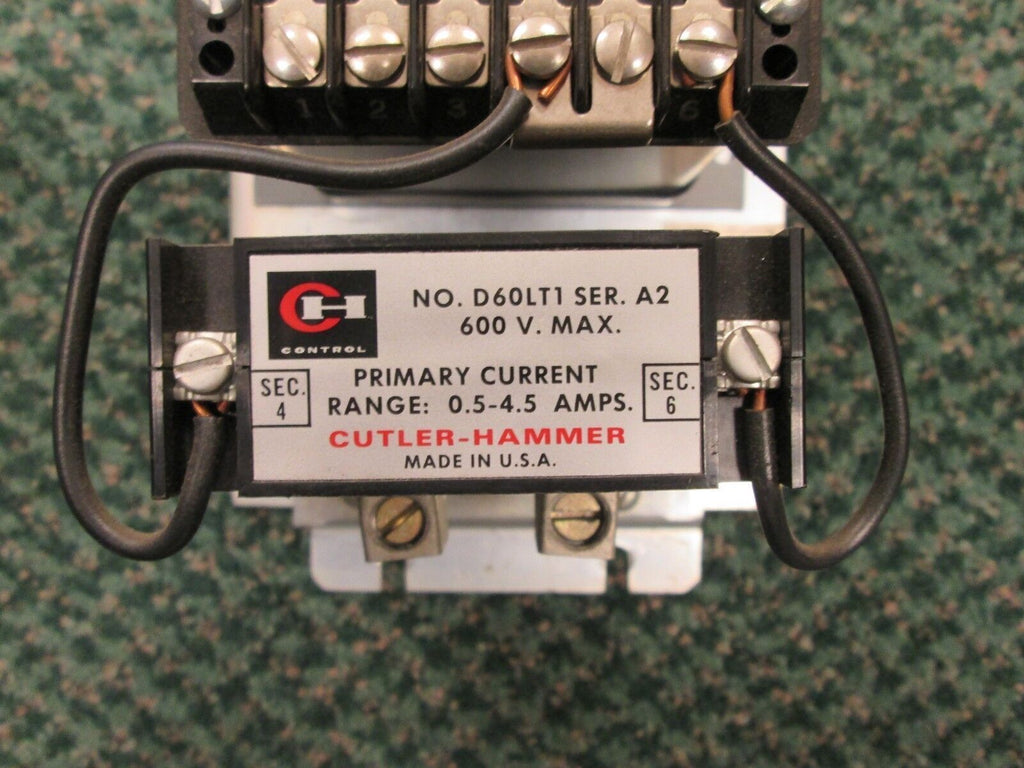 1 2 3 6
CH
CONTROL
NO. D60LT1 SER. A2
600 V. MAX.
PRIMARY CURRENT
RANGE: 0.5-4.5 AMPS.
SEC.
4
SEC.
6
CUTLER-HAMMER
MADE IN U.S.A.